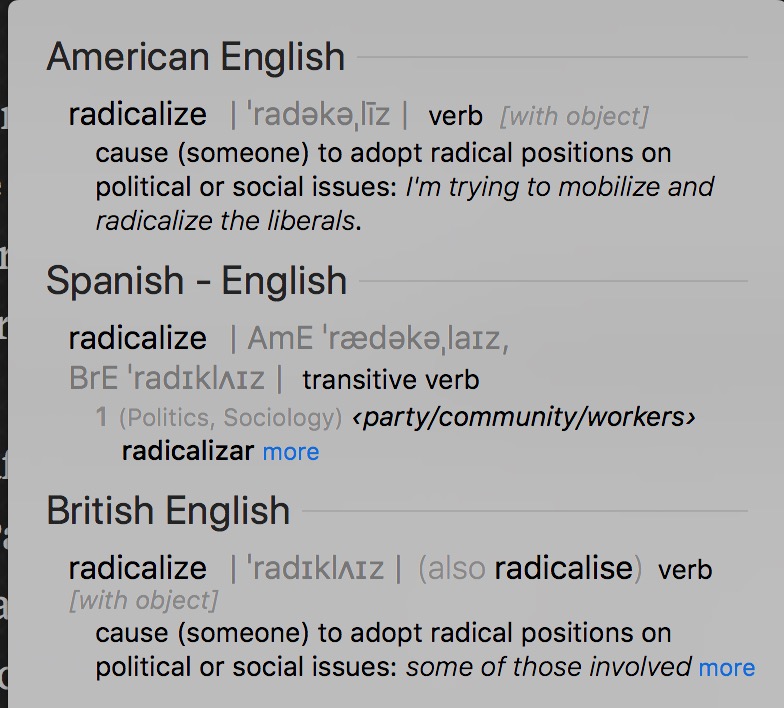 American English
radicalize | ˈradəkəˌlīz | verb [with object]
cause (someone) to adopt radical positions on
political or social issues: I'm trying to mobilize and
radicalize the liberals.
Spanish - English
radicalize | AmE ˈrædəkəˌlaɪz,
BrE ˈradɪklʌɪz | transitive verb
1 (Politics, Sociology) ‹party/community/workers›
radicalizar more
British English
radicalize | ˈradɪklʌɪz | (also radicalise) verb
[with object]
cause (someone) to adopt radical positions on
political or social issues: some of those involved more